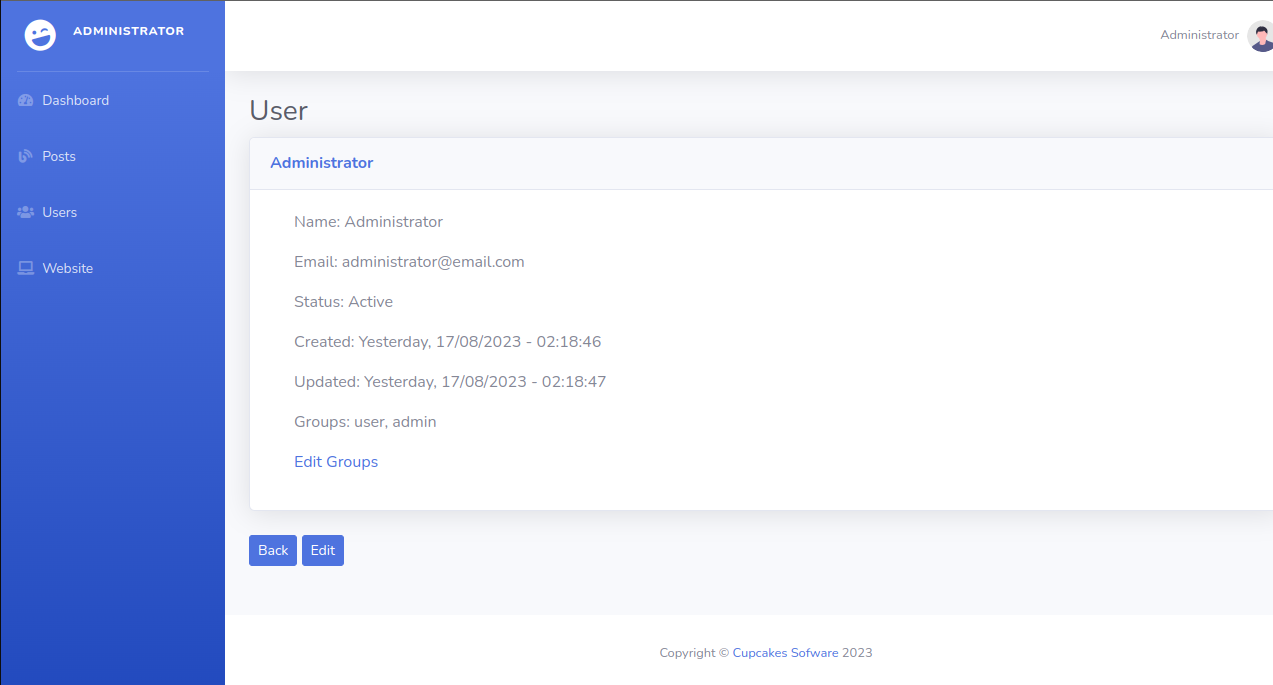 ADMINISTRATOR
Administrator
Dashboard
Posts
Users
Website
User
Administrator
Name: Administrator
Email: administrator@email.com
Status: Active
Created: Yesterday, 17/08/2023 - 02:18:46
Updated: Yesterday, 17/08/2023 - 02:18:47
Groups: user, admin
Edit Groups
Back Edit
Copyright © Cupcakes Sofware 2023